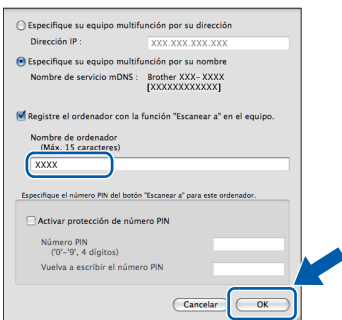 Especifique su equipo multifunción por su dirección
Dirección IP :
XXX.XXX.XXX.XXX
Especifique su equipo multifunción por su nombre
Nombre de servicio mDNS : Brother XXX-XXXX
[XXXXXXXXXXXX]
Registre el ordenador con la función "Escanear a" en el equipo.
Nombre de ordenador
(Máx. 15 caracteres)
XXXX
Especifique el número PIN del botón "Escanear a" para este ordenador.
Activar protección de número PIN
Número PIN
('0'-'9', 4 dígitos)
Vuelva a escribir el número PIN
Cancelar OK